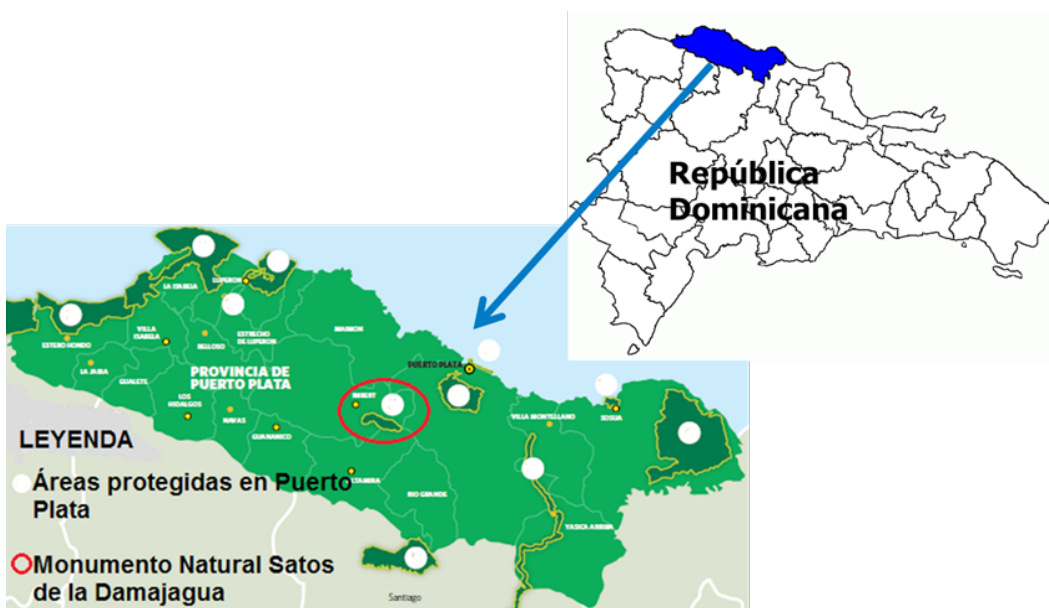 República
Dominicana
LA ISABELA
LUPERON
ESTERO HONDO
VILLA
ISABELA
BELLOSO
ESTRECHO
DE LUPERON
MAIMON
LA JAIBA
GUALETE
PROVINCIA DE
PUERTO PLATA
PUERTO PLATA
LOS
HIDALGOS
NAVAS
GUANANICO
IMBERT
VILLA MONTELLANO
SOSUA
LEYENDA
Áreas protegidas en Puerto
Plata
ALTAMIRA
RIO GRANDE
YASICA ARRIBA
Monumento Natural Satos
de la Damajagua
Santiago